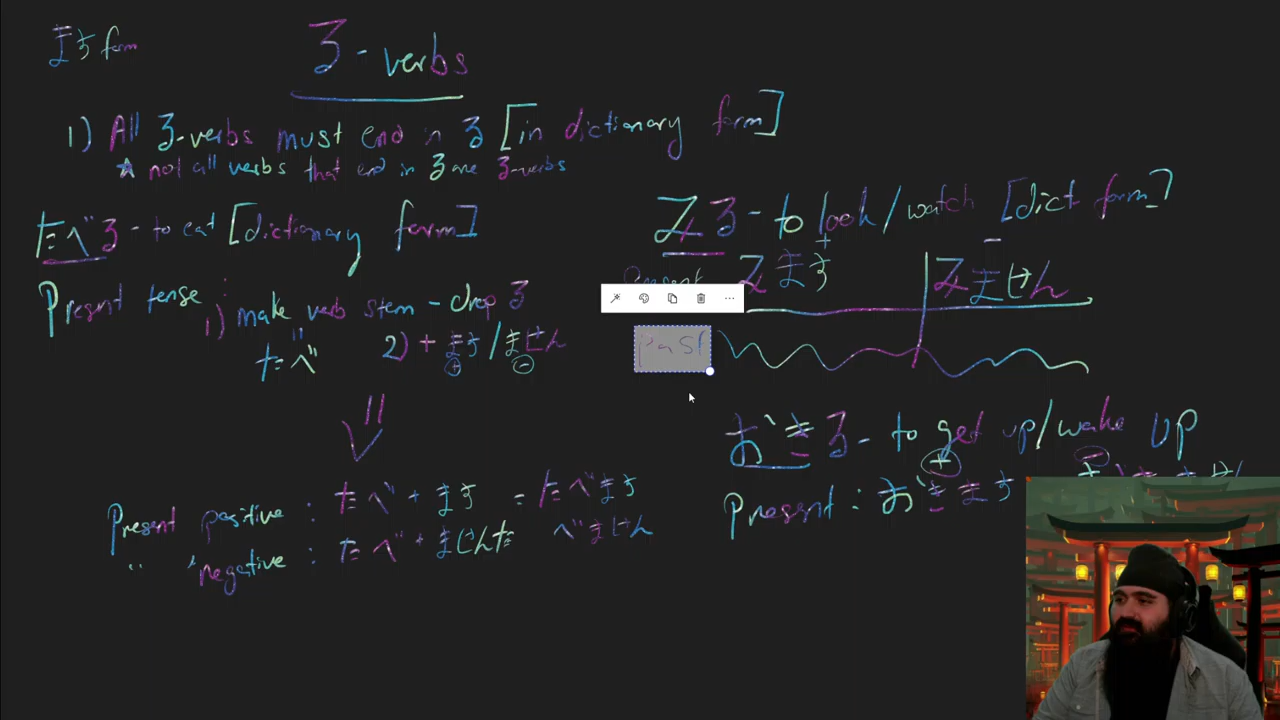 ます form
る - verbs
1) All る-verbs must end in る [in dictionary form]
★ not all verbs that end in る are る-verbs
たべる - to eat [dictionary form]
Present tense :
1) make verb stem - drop る
"
たべ
2) + ます/ません
+ -
Present positive : たべ + ます = たべます
" " negative : たべ + ませんた べません
みる - to look/watch [dict form]
+ -
Present みます みません
past
おきる - to get up/wake up
+ -
Present : おきます